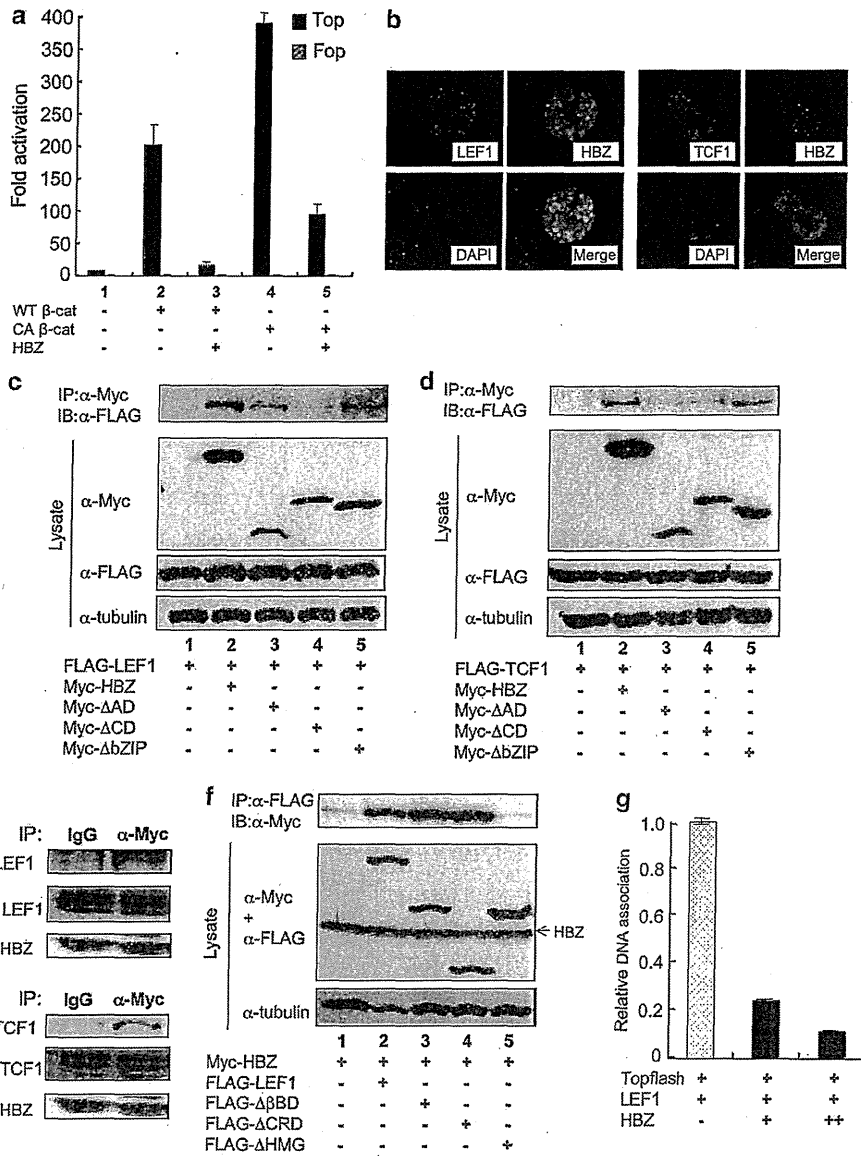 a
400
350
300
250
200
150
100
50
0
Fold activation
Top
Fop
1 2 3 4 5
WT β-cat - + + - -
CA β-cat - - - + +
HBZ - - + - +
b
LEF1 HBZ TCF1 HBZ
DAPI Merge DAPI Merge
c
IP:α-Myc
IB:α-FLAG
Lysate
α-Myc
α-FLAG
α-tubulin
1 2 3 4 5
FLAG-LEF1 + + + + +
Myc-HBZ - + - - -
Myc-ΔAD - - + - -
Myc-ΔCD - - - + -
Myc-ΔbZIP - - - - +
d
IP:α-Myc
IB:α-FLAG
Lysate
α-Myc
α-FLAG
α-tubulin
1 2 3 4 5
FLAG-TCF1 + + + + +
Myc-HBZ - + - - -
Myc-ΔAD - - + - -
Myc-ΔCD - - - + -
Myc-ΔbZIP - - - - +
IP: IgG α-Myc
LEF1
LEF1
HBZ
IP: IgG α-Myc
TCF1
TCF1
HBZ
f
IP:α-FLAG
IB:α-Myc
Lysate
α-Myc
+
α-FLAG
HBZ
α-tubulin
1 2 3 4 5
Myc-HBZ + + + + +
FLAG-LEF1 - + - - -
FLAG-ΔβBD - - + - -
FLAG-ΔCRD - - - + -
FLAG-ΔHMG - - - - +
g
1.0
0.8
0.6
0.4
0.2
0
Relative DNA association
Topflash + + +
LEF1 + + +
HBZ - + ++